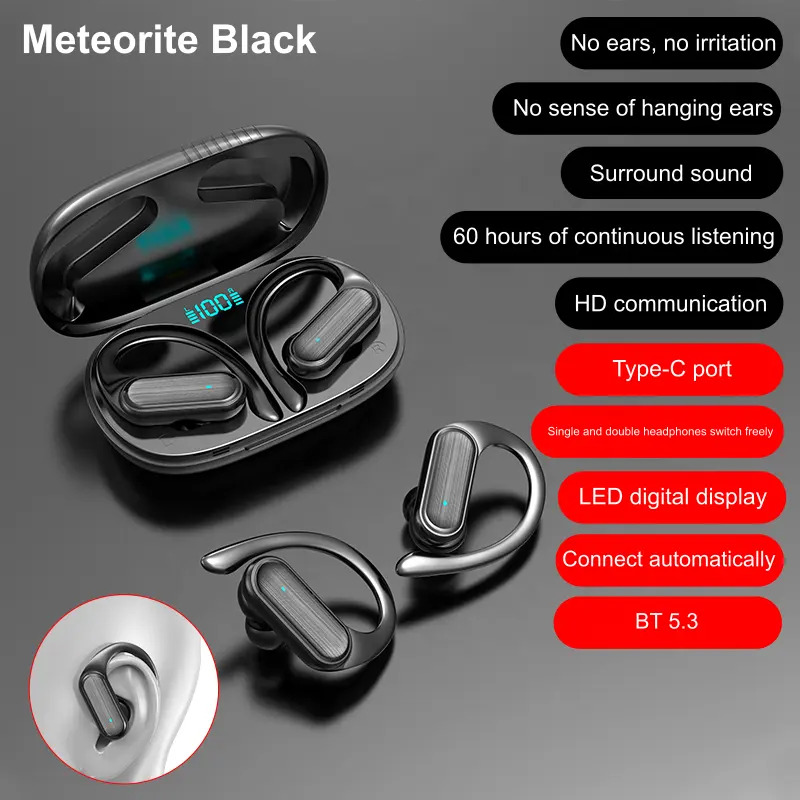 Meteorite Black
No ears, no irritation
No sense of hanging ears
Surround sound
60 hours of continuous listening
HD communication
Type-C port
Single and double headphones switch freely
LED digital display
Connect automatically
BT 5.3
L 100 R
R